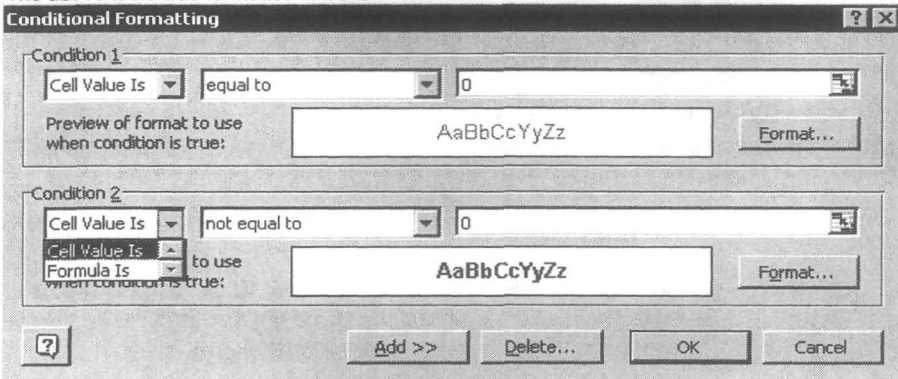 Conditional Formatting
Condition 1
Cell Value Is equal to 0
Preview of format to use
when condition is true:
AaBbCcYyZz
Format...
Condition 2
Cell Value Is not equal to 0
Cell Value Is
Formula Is
to use
when condition is true:
AaBbCcYyZz
Format...
Add >> Delete... OK Cancel